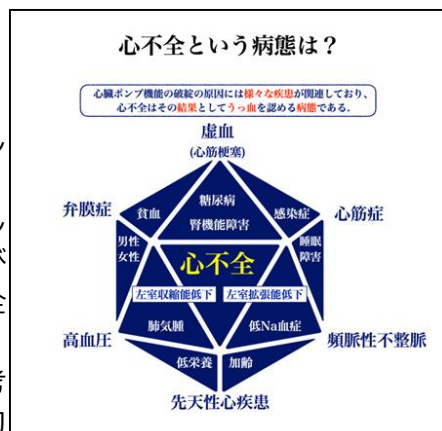 心不全という病態は？
心臓ポンプ機能の破綻の原因には様々な疾患が関連しており、
心不全はその結果としてうっ血を認める病態である.
虚血
(心筋梗塞)
弁膜症
貧血
糖尿病
腎機能障害
感染症
心筋症
男性
女性
睡眠
障害
心不全
左室収縮能低下
左室拡張能低下
高血圧
肺気腫
低Na血症
頻脈性不整脈
低栄養
加齢
先天性心疾患